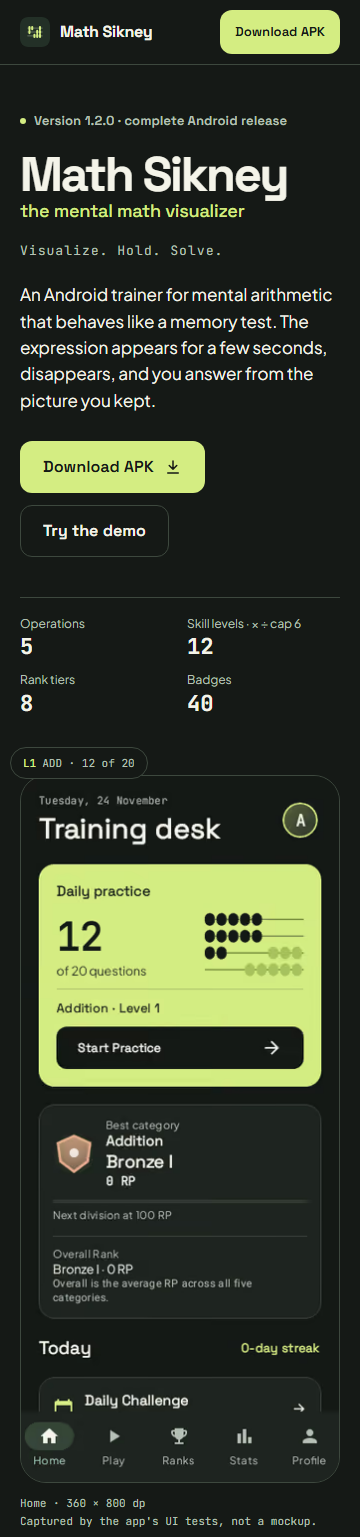 Math Sikney
Download APK
Version 1.2.0 · complete Android release
Math Sikney
the mental math visualizer
Visualize. Hold. Solve.
An Android trainer for mental arithmetic
that behaves like a memory test. The
expression appears for a few seconds,
disappears, and you answer from the
picture you kept.
Download APK
Try the demo
Operations
5
Skill levels · × ÷ cap 6
12
Rank tiers
8
Badges
40
L1 ADD · 12 of 20
Tuesday, 24 November
Training desk
A
Daily practice
12
of 20 questions
Addition · Level 1
Start Practice
Best category
Addition
Bronze I
0 RP
Next division at 100 RP
Overall Rank
Bronze I · 0 RP
Overall is the average RP across all five
categories.
Today
0-day streak
Daily Challenge
Home
Play
Ranks
Stats
Profile
Home · 360 × 800 dp
Captured by the app's UI tests, not a mockup.